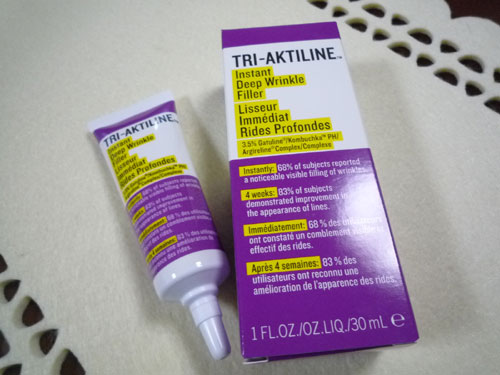 TRI-AKTILINE™
Instant
Deep Wrinkle
Filler
Lisseur
Immédiat
Rides Profondes
TRI-AKTILINE™
Instant
Deep Wrinkle
Filler
Lisseur
Immédiat
Rides Profondes
3.5% Gatuline®/Kombuchka™ PH/
Argireline® Complex/Complexe
Instantly: 68% of subjects reported
a noticeable visible filling of wrinkles.
4 weeks: 83% of subjects
demonstrated improvement in
the appearance of lines.
Immédiatement: 68 % des utilisateurs
ont constaté un comblement visible
effectif des rides.
Après 4 semaines: 83 % des
utilisateurs ont reconnu une
amélioration de l'apparence des rides.
1 FL.OZ./OZ.LIQ./30 mL ℮